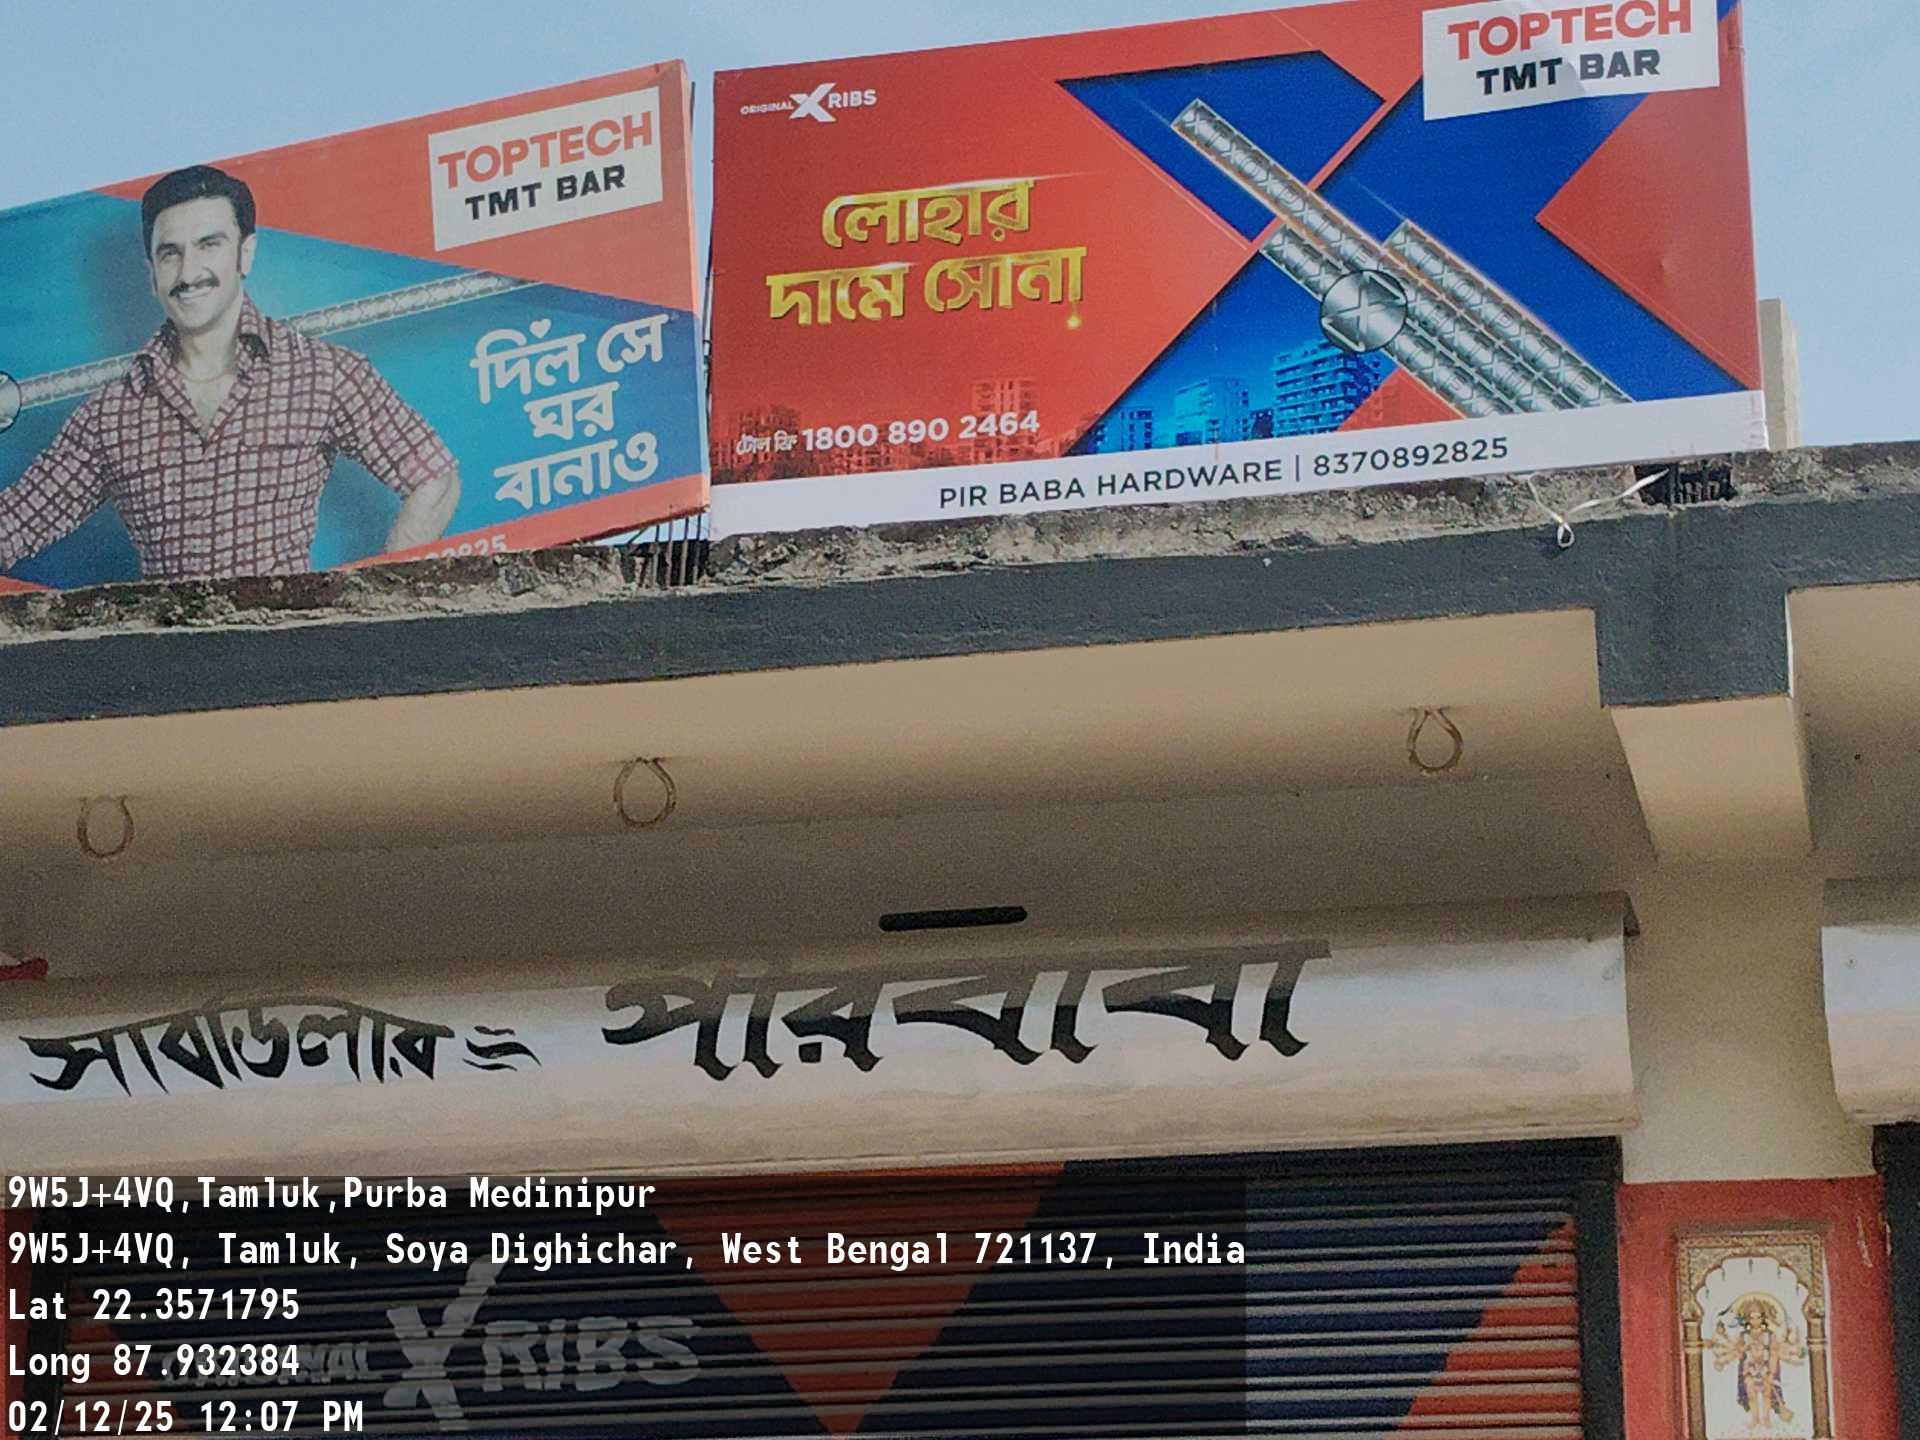 TOPTECH
TMT BAR
দিল সে
ঘর
বানাও
ORIGINAL X RIBS
TOPTECH
TMT BAR
লোহার
দামে সোনা
টোল ফ্রি 1800 890 2464
PIR BABA HARDWARE | 8370892825
সাবডিলার পীরবাবা
X RIBS
9W5J+4VQ,Tamluk,Purba Medinipur
9W5J+4VQ, Tamluk, Soya Dighichar, West Bengal 721137, India
Lat 22.3571795
Long 87.932384
02/12/25 12:07 PM